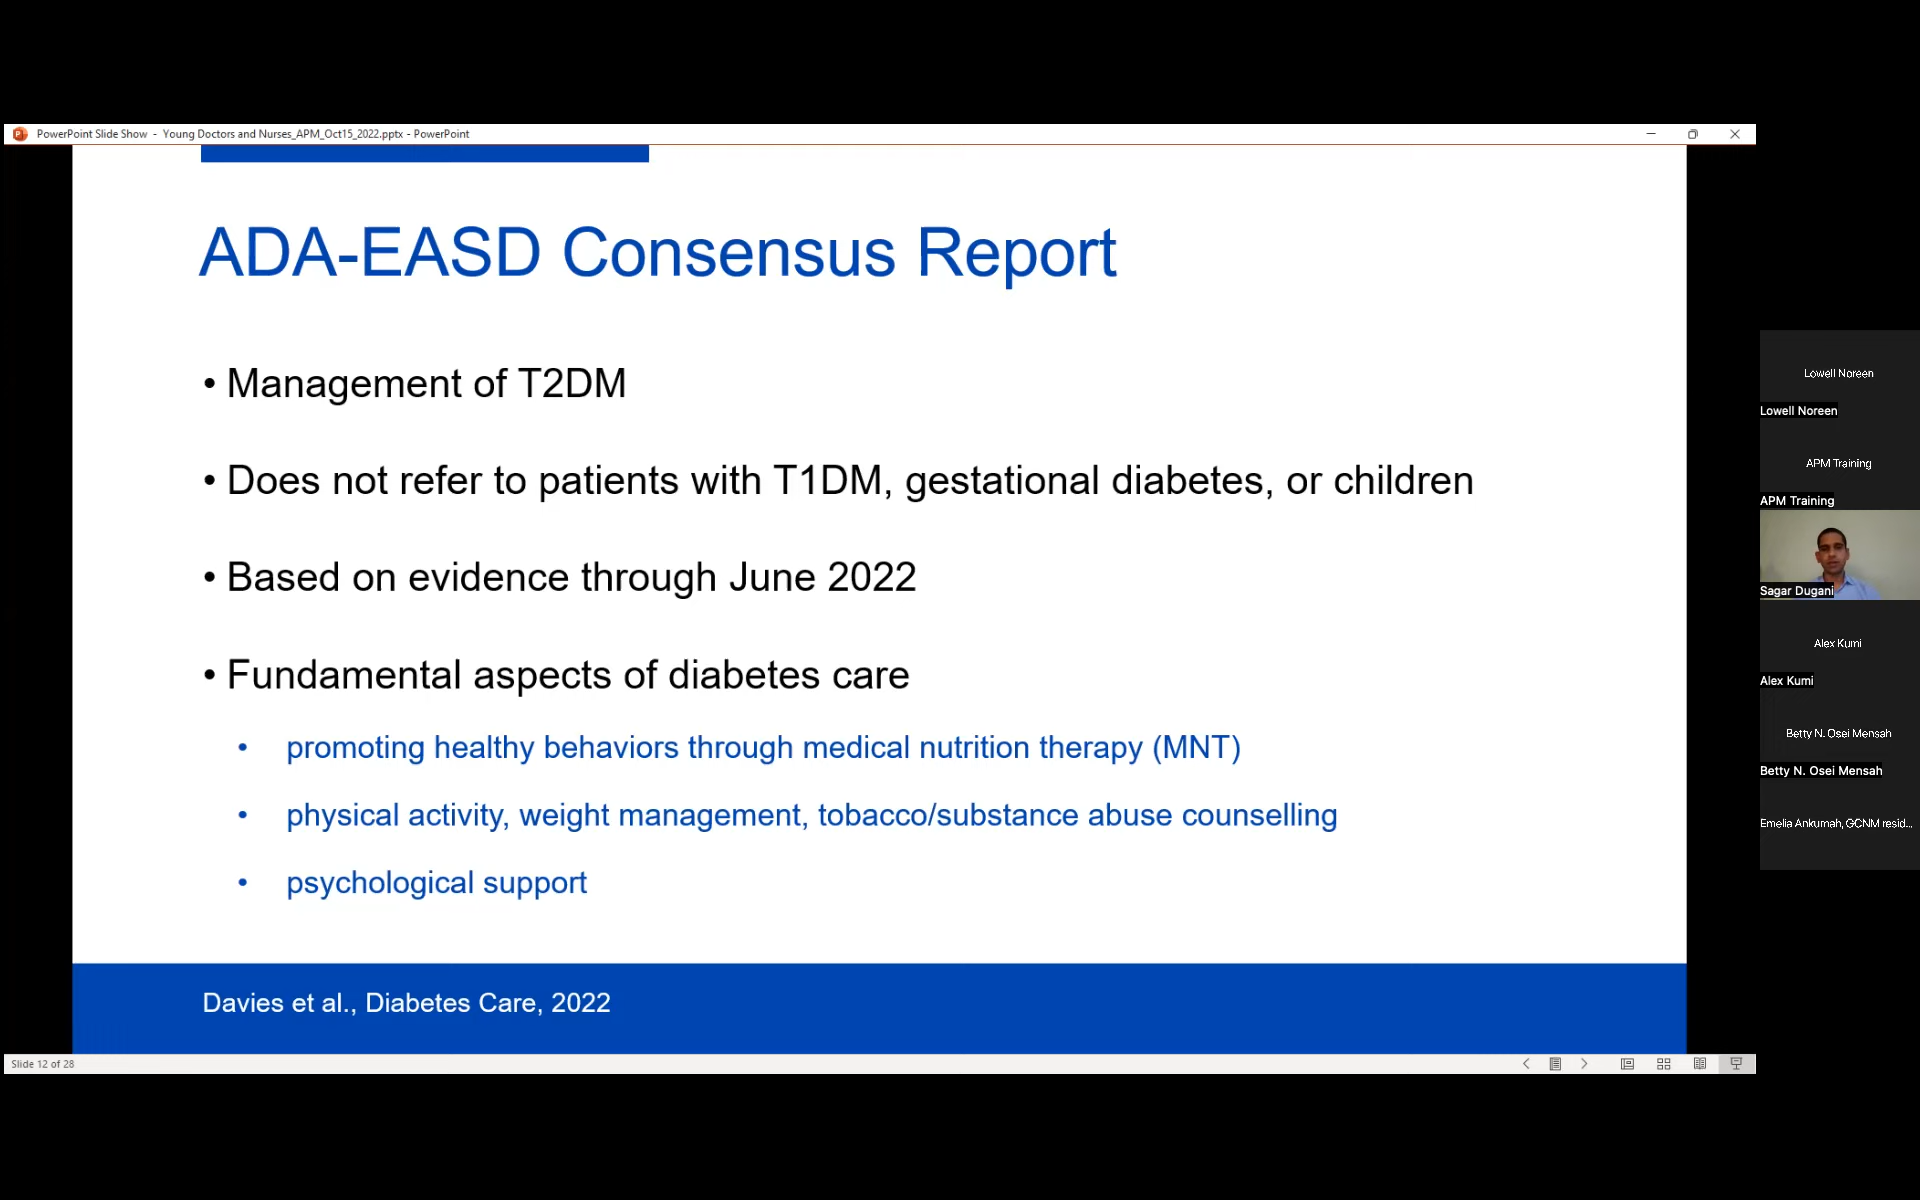 PowerPoint Slide Show - Young Doctors and Nurses_APM_Oct15_2022.pptx - PowerPoint
ADA-EASD Consensus Report
• Management of T2DM
• Does not refer to patients with T1DM, gestational diabetes, or children
• Based on evidence through June 2022
• Fundamental aspects of diabetes care
• promoting healthy behaviors through medical nutrition therapy (MNT)
• physical activity, weight management, tobacco/substance abuse counselling
• psychological support
Davies et al., Diabetes Care, 2022
Slide 12 of 28
Lowell Noreen
Lowell Noreen
APM Training
APM Training
Sagar Dugani
Alex Kumi
Alex Kumi
Betty N. Osei Mensah
Betty N. Osei Mensah
Emelia Ankumah, GCNM resid...